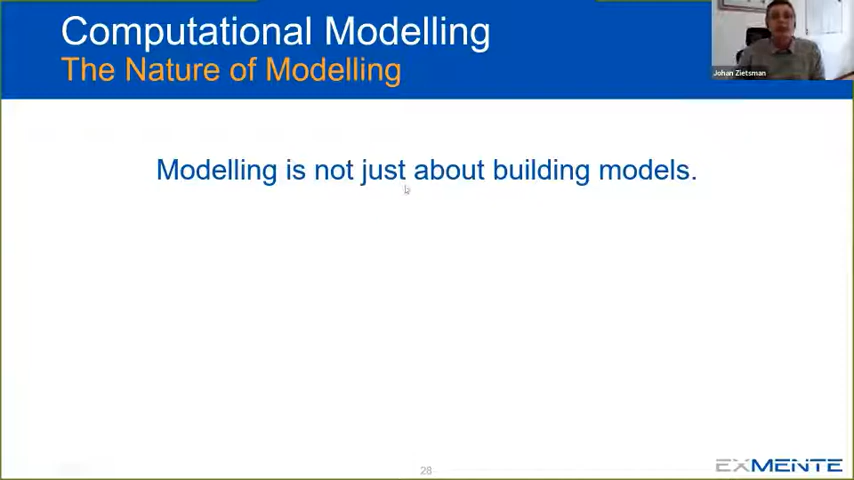 Computational Modelling
The Nature of Modelling
Johan Zietsman
Modelling is not just about building models.
28
EXMENTE